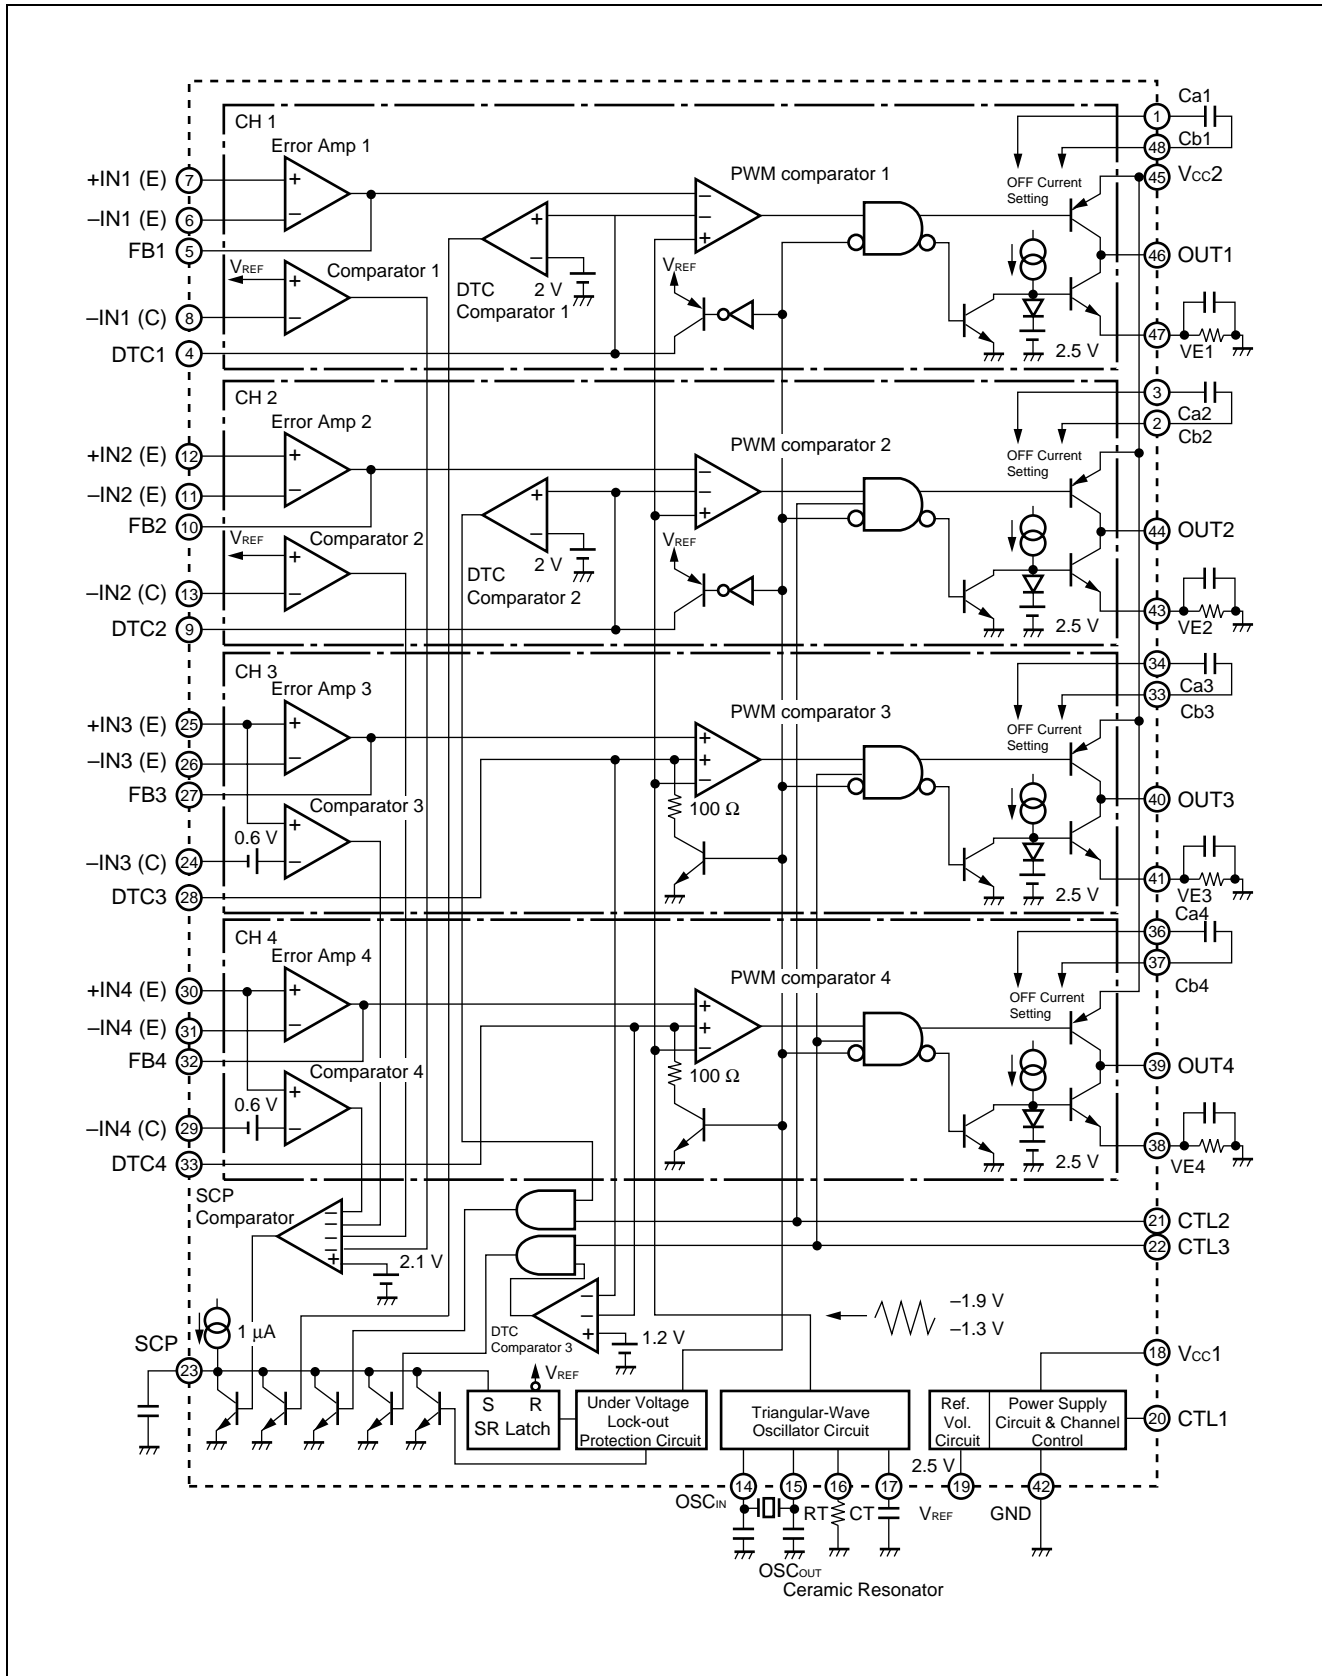 CH 1
Error Amp 1
+IN1 (E) 7
–IN1 (E) 6
FB1 5
VREF
Comparator 1
–IN1 (C) 8
DTC1 4
DTC
Comparator 1
2 V
PWM comparator 1
VREF
OFF Current
Setting
2.5 V
1 Ca1
48 Cb1
45 VCC2
46 OUT1
47 VE1
CH 2
Error Amp 2
+IN2 (E) 12
–IN2 (E) 11
FB2 10
VREF
Comparator 2
–IN2 (C) 13
DTC2 9
DTC
Comparator 2
2 V
PWM comparator 2
VREF
OFF Current
Setting
2.5 V
3 Ca2
2 Cb2
44 OUT2
43 VE2
CH 3
Error Amp 3
+IN3 (E) 25
–IN3 (E) 26
FB3 27
Comparator 3
0.6 V
–IN3 (C) 24
DTC3 28
PWM comparator 3
100 Ω
OFF Current
Setting
2.5 V
34 Ca3
33 Cb3
40 OUT3
41 VE3
CH 4
Error Amp 4
+IN4 (E) 30
–IN4 (E) 31
FB4 32
Comparator 4
0.6 V
–IN4 (C) 29
DTC4 33
PWM comparator 4
100 Ω
OFF Current
Setting
2.5 V
36 Ca4
37 Cb4
39 OUT4
38 VE4
SCP
Comparator
2.1 V
21 CTL2
22 CTL3
DTC
Comparator 3
1.2 V
–1.9 V
–1.3 V
1 µA
SCP
23
VREF
S R
SR Latch
Under Voltage
Lock-out
Protection Circuit
Triangular-Wave
Oscillator Circuit
Ref.
Vol.
Circuit
Power Supply
Circuit & Channel
Control
18 VCC1
20 CTL1
2.5 V
14 15 16 17 19 42
OSCIN
RT
CT
VREF
GND
OSCOUT
Ceramic Resonator